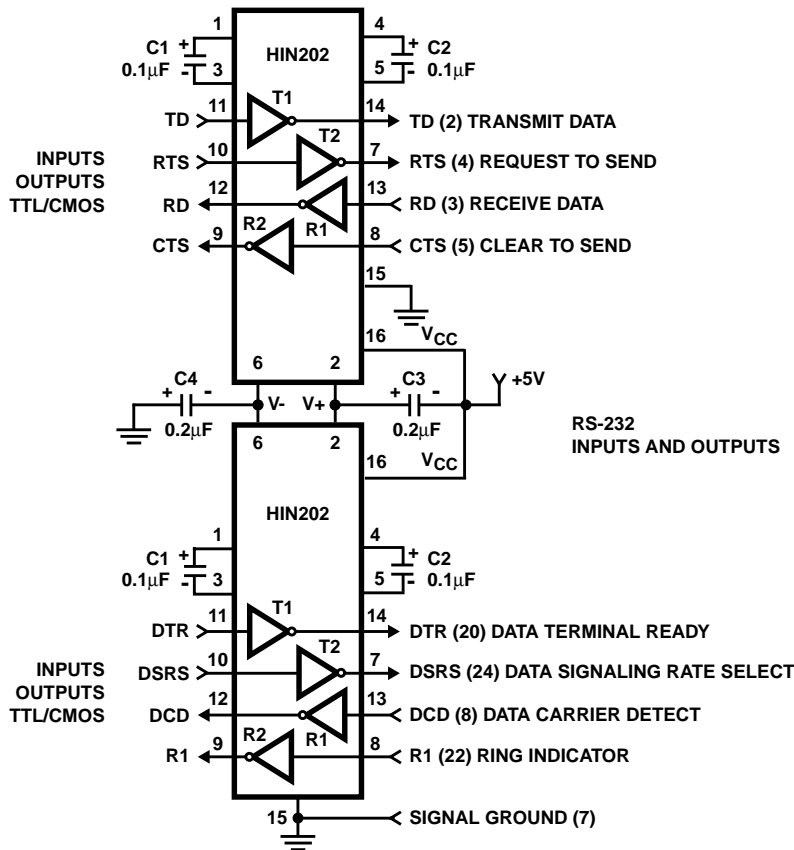 1 HIN202 4
C1 + + C2
0.1µF - 3 5 - 0.1µF
11 T1 14
TD TD (2) TRANSMIT DATA
10 T2 7
INPUTS RTS RTS (4) REQUEST TO SEND
OUTPUTS 12 13
TTL/CMOS RD R1 RD (3) RECEIVE DATA
9 R2 8
CTS CTS (5) CLEAR TO SEND
15
16 VCC
6 2
+5V
C4 C3
+ - V- V+ + -
0.2µF 0.2µF
RS-232
INPUTS AND OUTPUTS
6 2
16 VCC
HIN202
1 4
C1 + + C2
0.1µF - 3 5 - 0.1µF
11 T1 14
DTR DTR (20) DATA TERMINAL READY
10 T2 7
INPUTS DSRS DSRS (24) DATA SIGNALING RATE SELECT
OUTPUTS 12 13
TTL/CMOS DCD R1 DCD (8) DATA CARRIER DETECT
9 R2 8
R1 R1 (22) RING INDICATOR
15 SIGNAL GROUND (7)